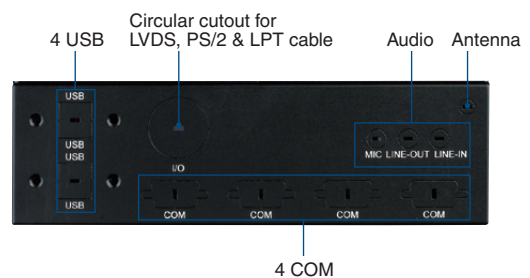 Circular cutout for
4 USB LVDS, PS/2 & LPT cable Audio Antenna
USB
USB
USB
USB
I/O
MIC LINE-OUT LINE-IN
COM COM COM COM
4 COM